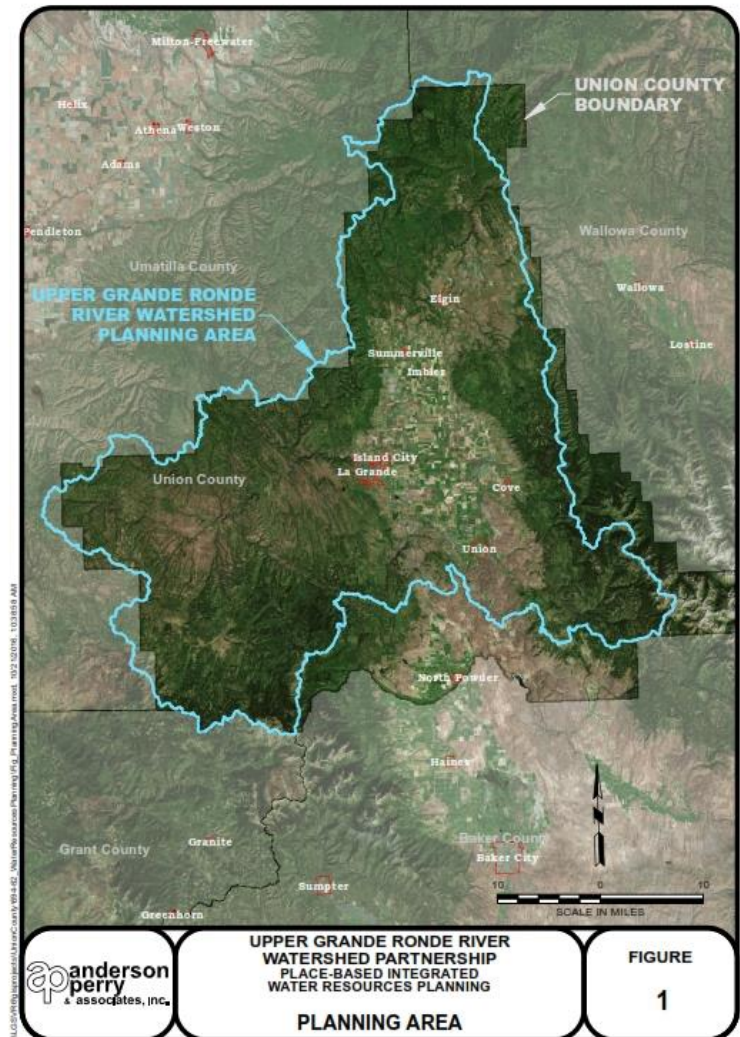 Milton-Freewater
UNION COUNTY
BOUNDARY
Helix
Athena
Weston
Adams
Pendleton
Wallowa County
Umatilla County
Wallowa
UPPER GRANDE RONDE
RIVER WATERSHED
PLANNING AREA
Elgin
Lostine
Summerville
Imbler
Island City
La Grande
Union County
Cove
Union
North Powder
Haines
Grant County
Granite
Baker County
Baker City
Sumpter
Greenhorn
10 0 10
SCALE IN MILES
anderson
perry
& associates, inc.
UPPER GRANDE RONDE RIVER
WATERSHED PARTNERSHIP
PLACE-BASED INTEGRATED
WATER RESOURCES PLANNING
PLANNING AREA
FIGURE
1